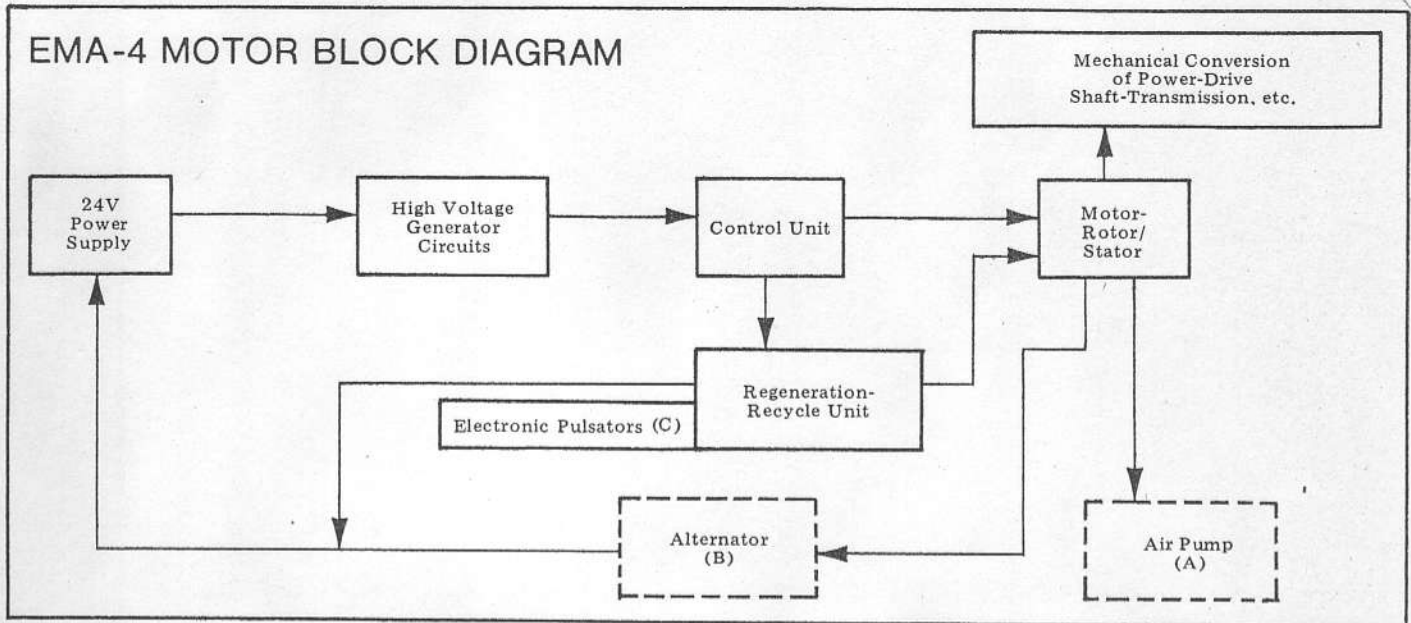 EMA-4 MOTOR BLOCK DIAGRAM
Mechanical Conversion
of Power-Drive
Shaft-Transmission, etc.
24V
Power
Supply
High Voltage
Generator
Circuits
Control Unit
Motor-
Rotor/
Stator
Regeneration-
Recycle Unit
Electronic Pulsators (C)
Alternator
(B)
Air Pump
(A)